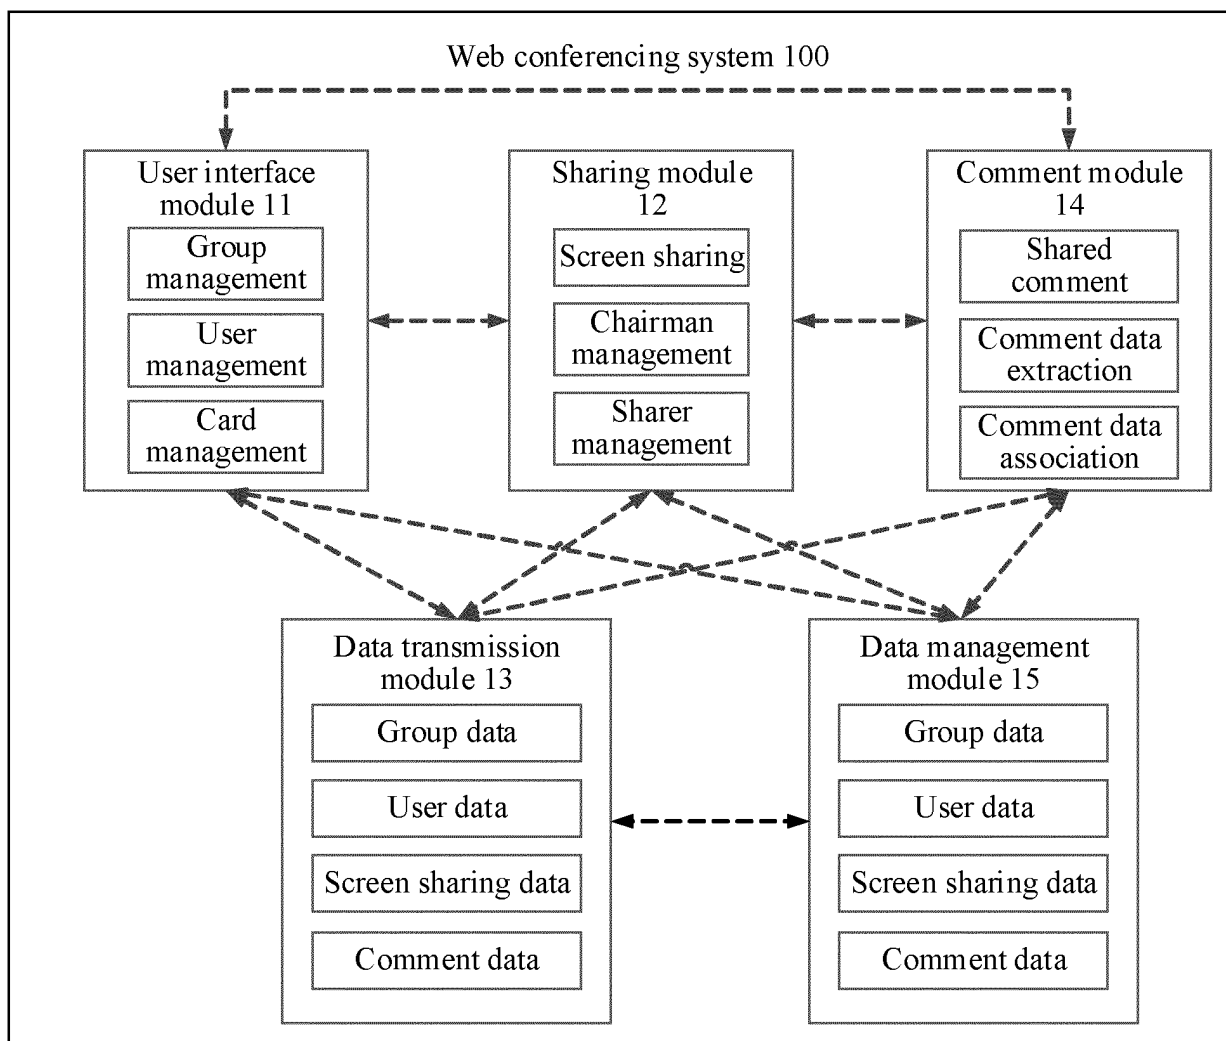 Web conferencing system 100
User interface
module 11
Group
management
User
management
Card
management
Sharing module
12
Screen sharing
Chairman
management
Sharer
management
Comment module
14
Shared
comment
Comment data
extraction
Comment data
association
Data transmission
module 13
Group data
User data
Screen sharing data
Comment data
Data management
module 15
Group data
User data
Screen sharing data
Comment data